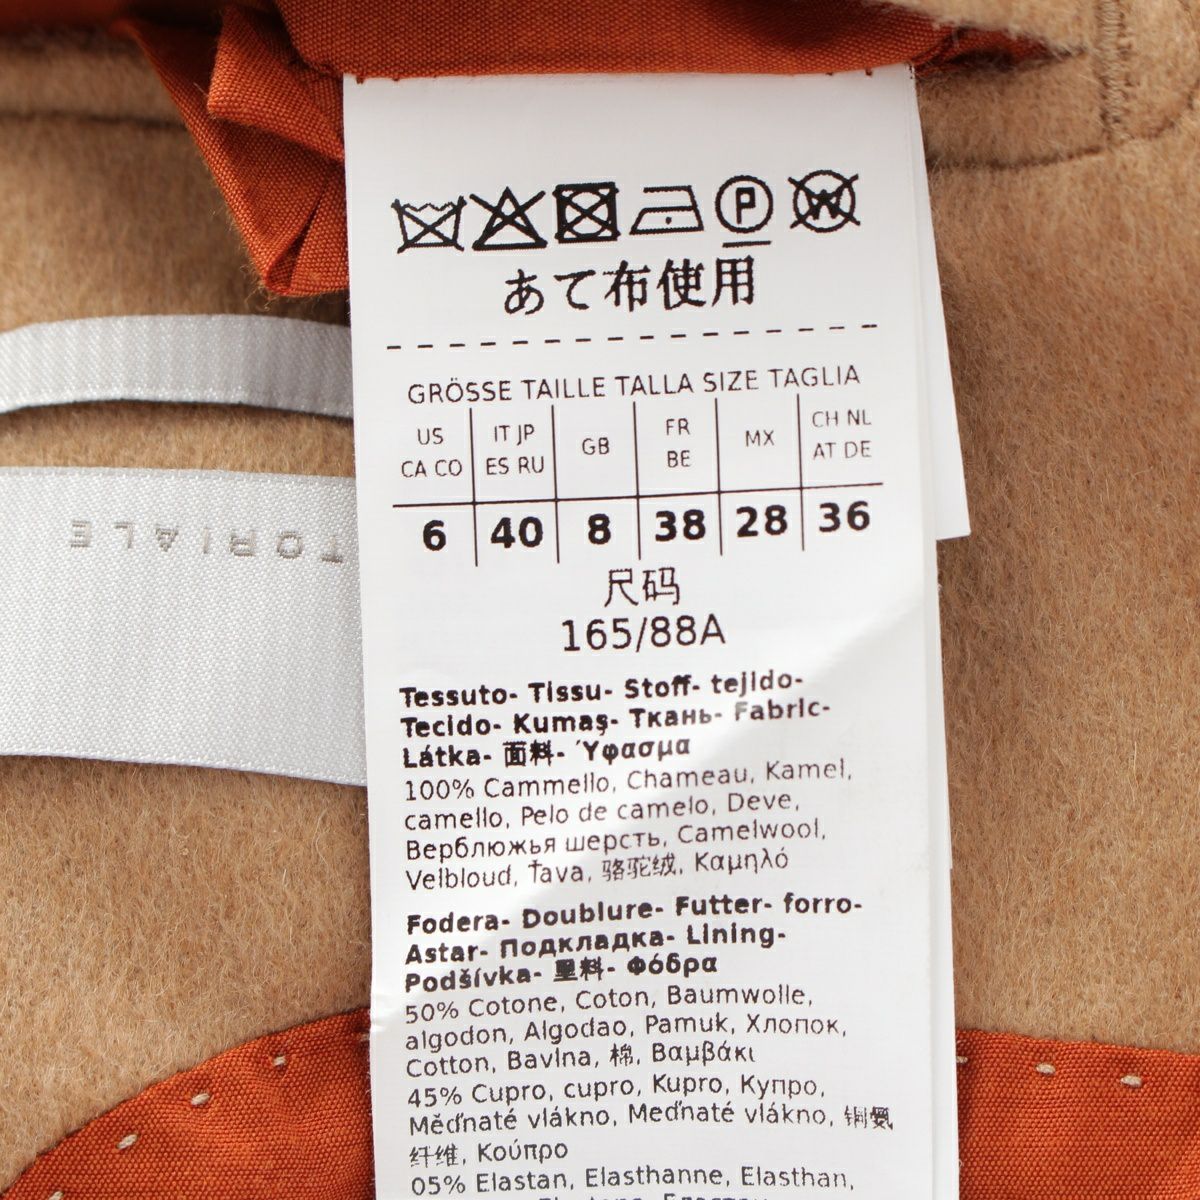 P
W
あて布使用
GRÖSSE TAILLE TALLA SIZE TAGLIA
US CA CO
IT JP ES RU
GB
FR BE
MX
CH NL AT DE
6 40 8 38 28 36
尺码
165/88A
Tessuto- Tissu- Stoff- tejido-
Tecido- Kumaş- Ткань- Fabric-
Látka- 面料- Ύφασμα
100% Cammello, Chameau, Kamel,
camello, Pelo de camelo, Deve,
Верблюжья шерсть, Camelwool,
Velbloud, Ťava, 骆驼绒, Καμηλό
Fodera- Doublure- Futter- forro-
Astar- Подкладка- Lining-
Podšívka- 里料- Φόδρα
50% Cotone, Coton, Baumwolle,
algodon, Algodao, Pamuk, Хлопок,
Cotton, Bavlna, 棉, Βαμβάκι
45% Cupro, cupro, Kupro, Купро,
Měďnaté vlákno, Meďnaté vlákno, 铜氨
纤维, Κούπρο
05% Elastan, Elasthanne, Elasthan,
TORIALE